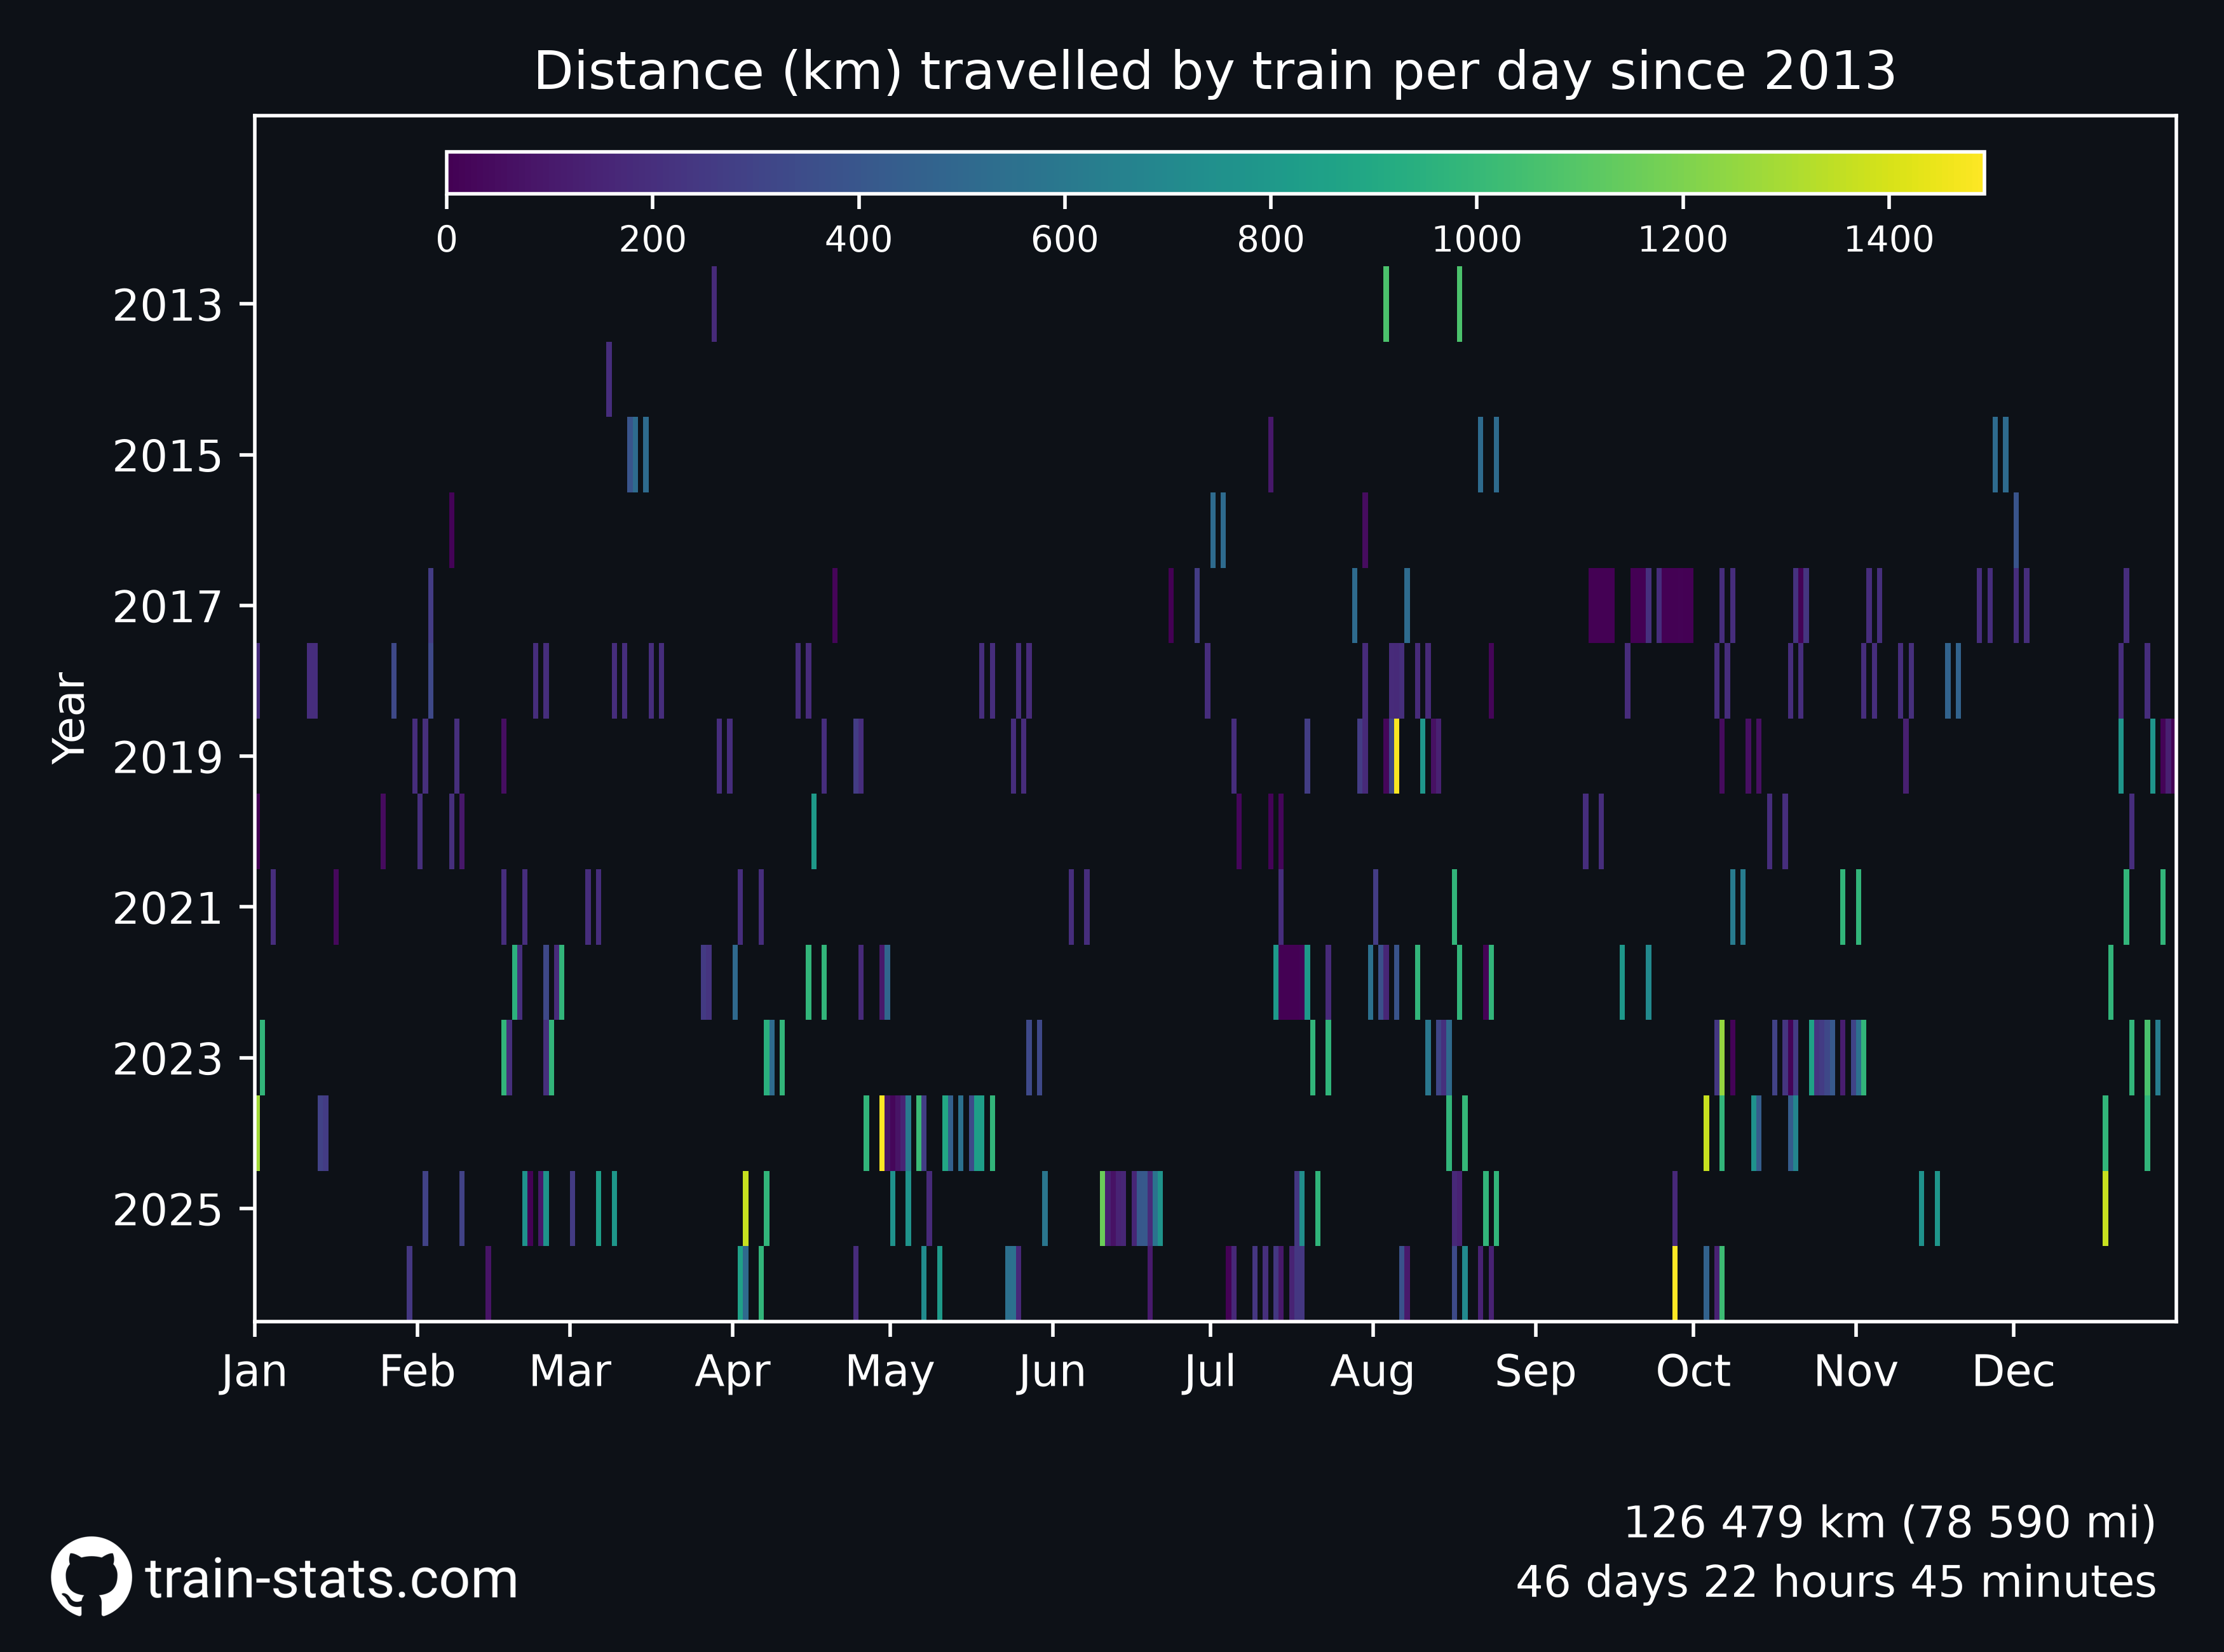 Distance (km) travelled by train per day since 2013
0 200 400 600 800 1000 1200 1400
2013
2015
2017
Year
2019
2021
2023
2025
Jan Feb Mar Apr May Jun Jul Aug Sep Oct Nov Dec
126 479 km (78 590 mi)
46 days 22 hours 45 minutes
train-stats.com